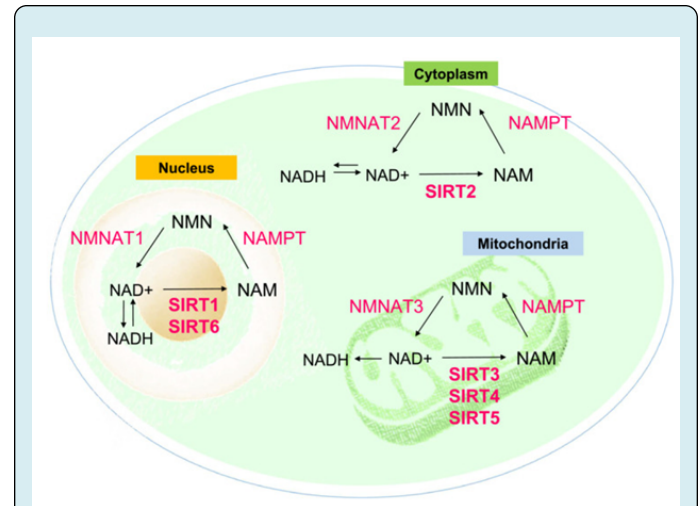 Cytoplasm
NMN
NMNAT2
NAMPT
NADH
NAD+
NAM
SIRT2
Nucleus
NMN
NMNAT1
NAMPT
NAD+
NAM
SIRT1
SIRT6
NADH
Mitochondria
NMN
NMNAT3
NAMPT
NADH
NAD+
NAM
SIRT3
SIRT4
SIRT5